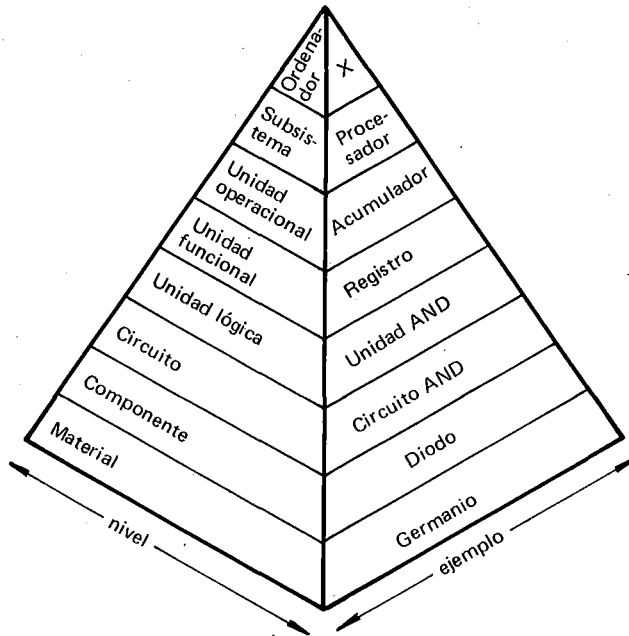 Ordena-
dor
X
Subsis-
tema
Proce-
sador
Unidad
operacional
Acumulador
Unidad
funcional
Registro
Unidad lógica
Unidad AND
Circuito
Circuito AND
Componente
Diodo
Material
Germanio
nivel
ejemplo